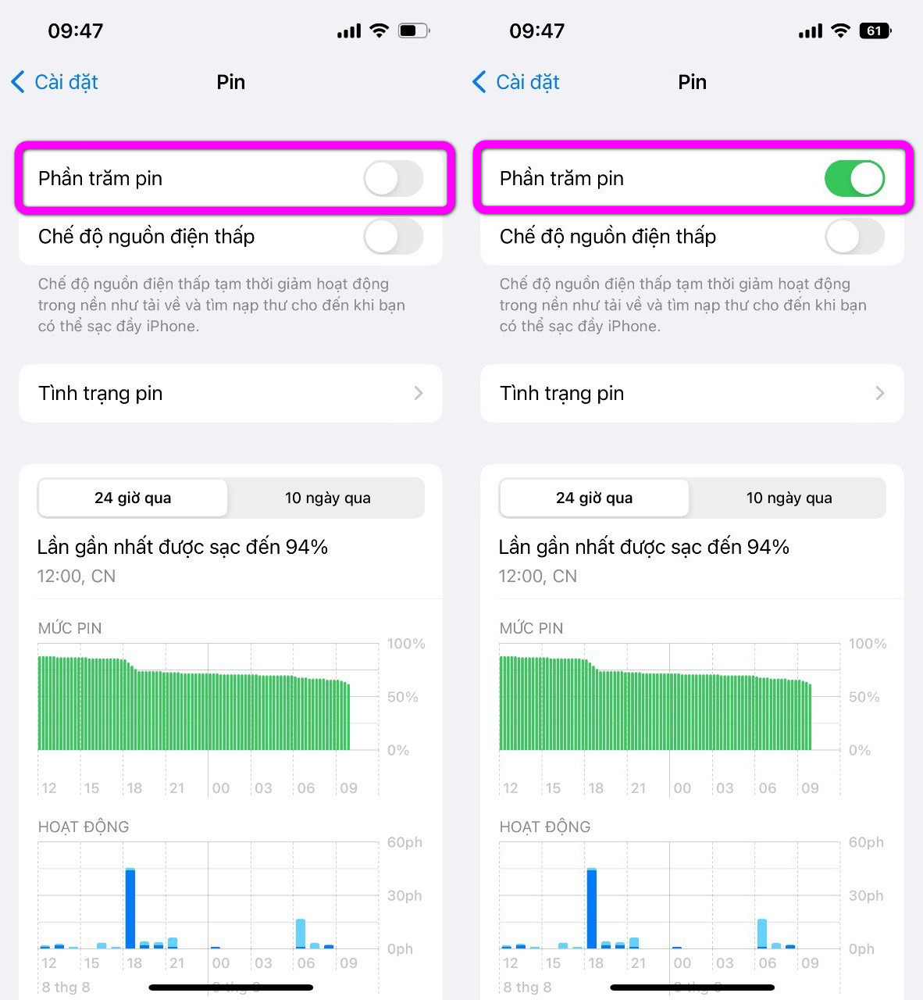 09:47
Cài đặt
Pin
Phần trăm pin
Chế độ nguồn điện thấp
Chế độ nguồn điện thấp tạm thời giảm hoạt động
trong nền như tải về và tìm nạp thư cho đến khi bạn
có thể sạc đầy iPhone.
Tình trạng pin
24 giờ qua 10 ngày qua
Lần gần nhất được sạc đến 94%
12:00, CN
MỨC PIN
100%
50%
0%
12 15 18 21 00 03 06 09
HOẠT ĐỘNG
60ph
30ph
0ph
12 15 18 21 00 03 06 09
8 thg 8
09:47
61
Cài đặt
Pin
Phần trăm pin
Chế độ nguồn điện thấp
Chế độ nguồn điện thấp tạm thời giảm hoạt động
trong nền như tải về và tìm nạp thư cho đến khi bạn
có thể sạc đầy iPhone.
Tình trạng pin
24 giờ qua 10 ngày qua
Lần gần nhất được sạc đến 94%
12:00, CN
MỨC PIN
100%
50%
0%
12 15 18 21 00 03 06 09
HOẠT ĐỘNG
60ph
30ph
0ph
12 15 18 21 00 03 06 09
8 thg 8